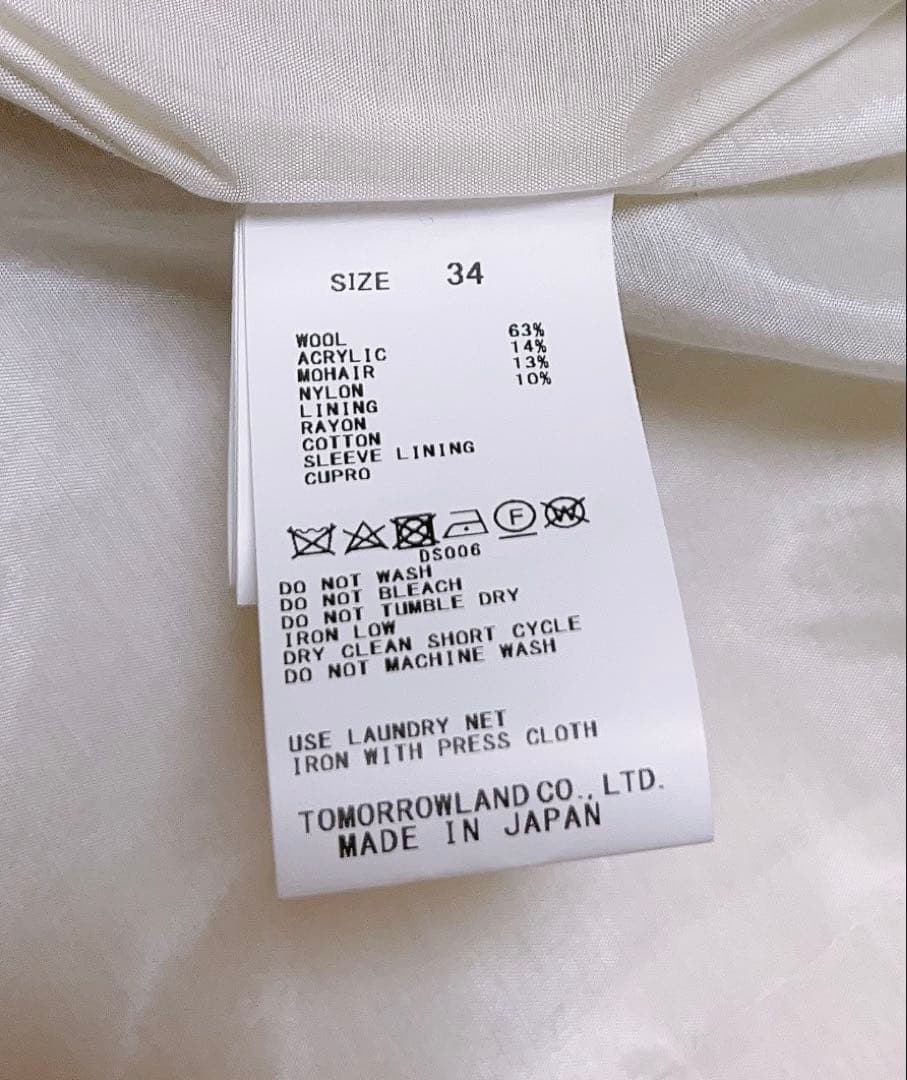 SIZE 34
WOOL 63%
ACRYLIC 14%
MOHAIR 13%
NYLON 10%
LINING
RAYON
COTTON
SLEEVE LINING
CUPRO
F W
DS006
DO NOT WASH
DO NOT BLEACH
DO NOT TUMBLE DRY
IRON LOW
DRY CLEAN SHORT CYCLE
DO NOT MACHINE WASH
USE LAUNDRY NET
IRON WITH PRESS CLOTH
TOMORROWLAND CO., LTD.
MADE IN JAPAN